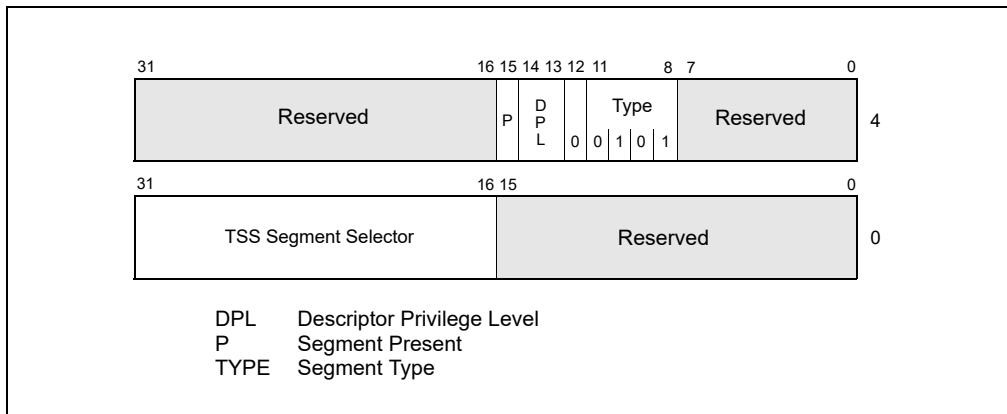 31 16 15 14 13 12 11 8 7 0
Reserved P DPL 0 Type 0 1 0 1 Reserved 4
31 16 15 0
TSS Segment Selector Reserved 0
DPL Descriptor Privilege Level
P Segment Present
TYPE Segment Type